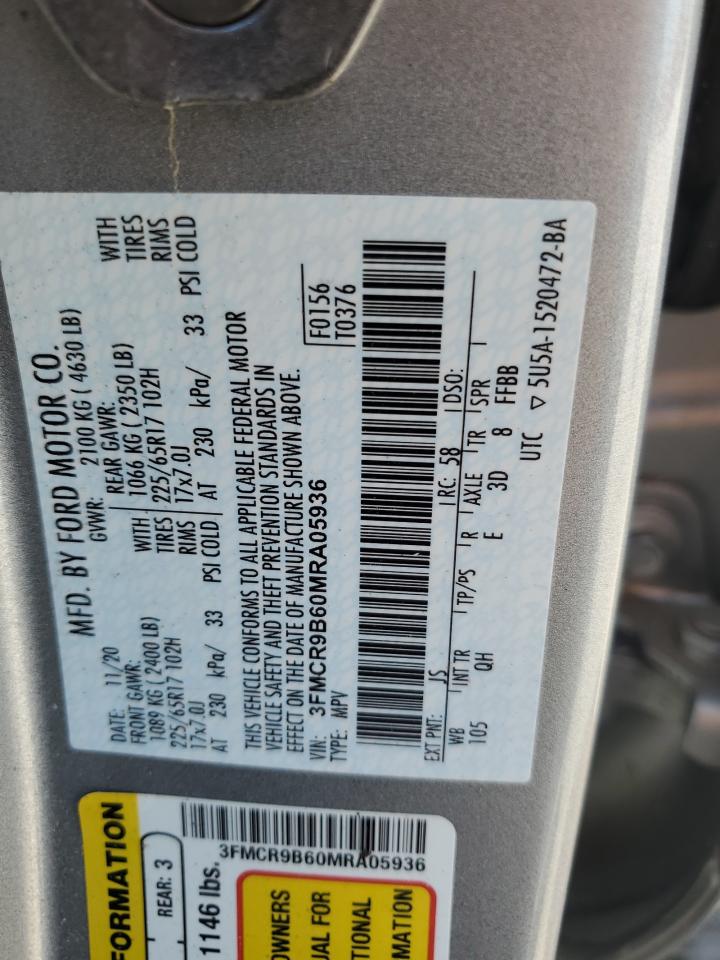 MFD. BY FORD MOTOR CO.
DATE: 11/20 GVWR: 2100 KG ( 4630 LB)
FRONT GAWR: REAR GAWR:
1089 KG ( 2400 LB) WITH 1066 KG ( 2350 LB) WITH
225/65R17 102H TIRES 225/65R17 102H TIRES
17x7.0J RIMS 17x7.0J RIMS
AT 230 kPa/ 33 PSI COLD AT 230 kPa/ 33 PSI COLD
THIS VEHICLE CONFORMS TO ALL APPLICABLE FEDERAL MOTOR
VEHICLE SAFETY AND THEFT PREVENTION STANDARDS IN
EFFECT ON THE DATE OF MANUFACTURE SHOWN ABOVE.
VIN: 3FMCR9B60MRA05936 F0156
TYPE: MPV T0376
EXT PNT: JS RC: 58 DSO:
WB INT TR TP/PS R AXLE TR SPR
105 QH E 3D 8 FFBB
UTC ▽ 5U5A-1520472-BA
FORMATION
REAR: 3
1146 lbs.
3FMCR9B60MRA05936
OWNERS
UAL FOR
TIONAL
MATION